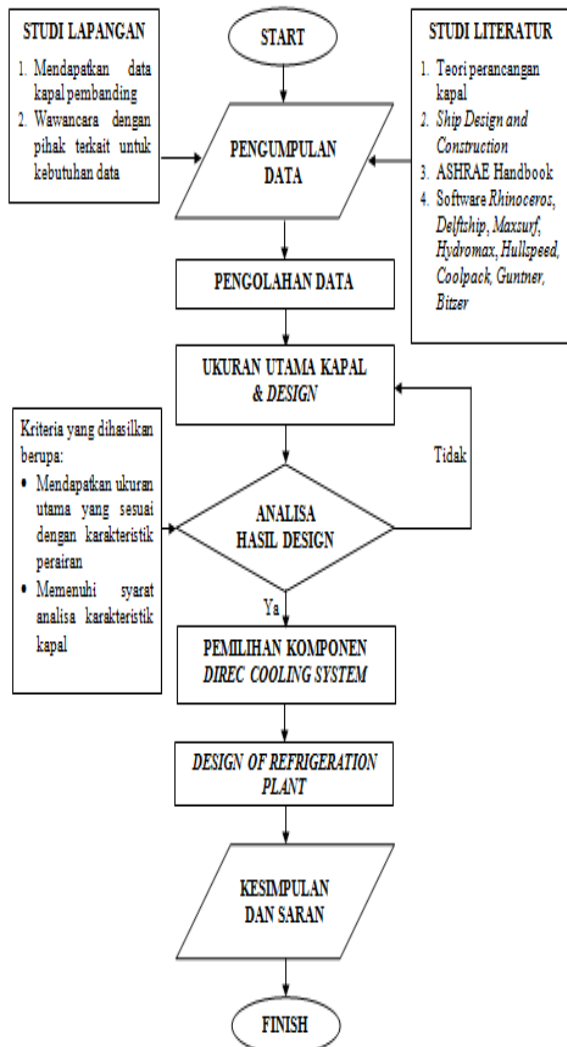 STUDI LAPANGAN
1. Mendapatkan data
kapal pembanding
2. Wawancara dengan
pihak terkait untuk
kebutuhan data
START
STUDI LITERATUR
1. Teori perancangan
kapal
2. Ship Design and
Construction
3. ASHRAE Handbook
4. Software Rhinoceros,
Delftship, Maxsurf,
Hydromax, Hullspeed,
Coolpack, Guntner,
Bitzer
PENGUMPULAN
DATA
PENGOLAHAN DATA
UKURAN UTAMA KAPAL
& DESIGN
Kriteria yang dihasilkan
berupa:
• Mendapatkan ukuran
utama yang sesuai
dengan karakteristik
perairan
• Memenuhi syarat
analisa karakteristik
kapal
ANALISA
HASIL DESIGN
Tidak
Ya
PEMILIHAN KOMPONEN
DIREC COOLING SYSTEM
DESIGN OF REFRIGERATION
PLANT
KESIMPULAN
DAN SARAN
FINISH